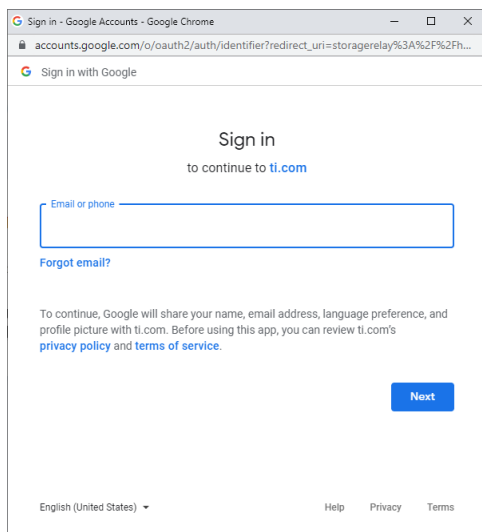 Sign in - Google Accounts - Google Chrome
accounts.google.com/o/oauth2/auth/identifier?redirect_uri=storagerelay%3A%2F%2Fh...
Sign in with Google
Sign in
to continue to ti.com
Email or phone
Forgot email?
To continue, Google will share your name, email address, language preference, and
profile picture with ti.com. Before using this app, you can review ti.com's
privacy policy and terms of service.
Next
English (United States) Help Privacy Terms